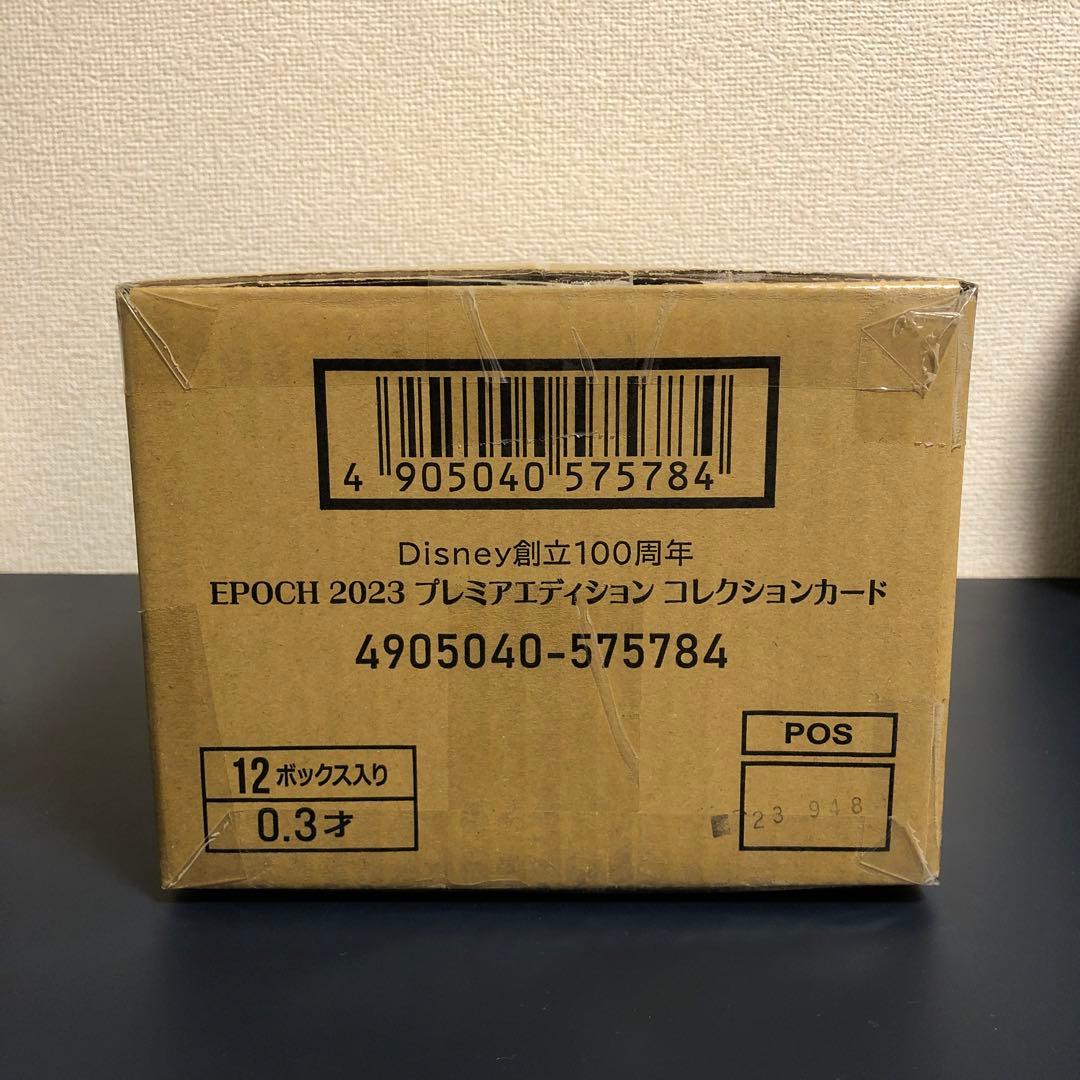 4 905040 575784
Disney創立100周年
EPOCH 2023 プレミアエディション コレクションカード
4905040-575784
POS
12ボックス入り
0.3才
23 948